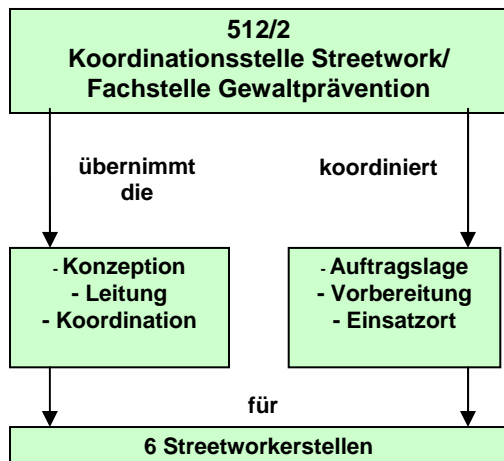 512/2
Koordinationsstelle Streetwork/
Fachstelle Gewaltprävention
übernimmt
die
koordiniert
- Konzeption
- Leitung
- Koordination
- Auftragslage
- Vorbereitung
- Einsatzort
für
6 Streetworkerstellen